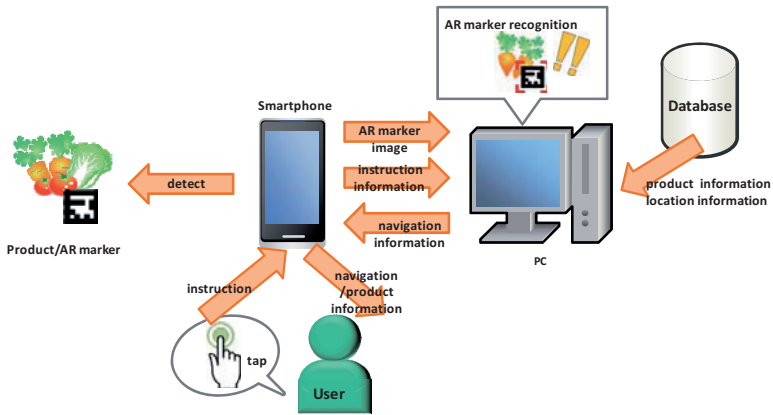 AR marker recognition
Smartphone
Database
AR marker
image
detect
instruction
information
product information
location information
navigation
information
Product/AR marker
PC
instruction
navigation
/product
information
tap
User